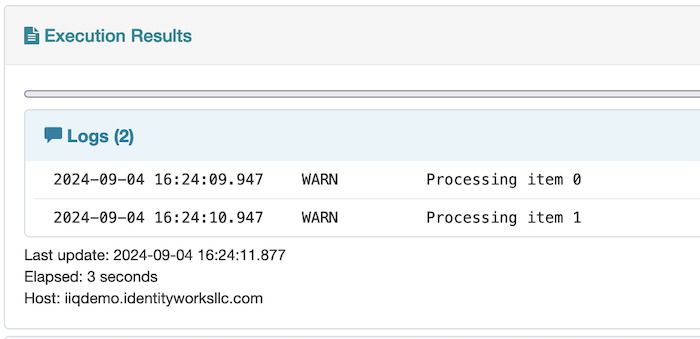 Execution Results
Logs (2)
2024-09-04 16:24:09.947 WARN Processing item 0
2024-09-04 16:24:10.947 WARN Processing item 1
Last update: 2024-09-04 16:24:11.877
Elapsed: 3 seconds
Host: iiqdemo.identityworksllc.com